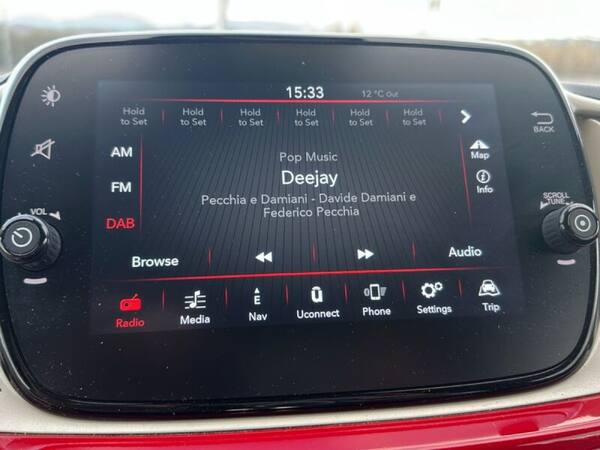 15:33 12 °C Out
Hold to Set Hold to Set Hold to Set Hold to Set Hold to Set Hold to Set
AM
FM
DAB
Pop Music
Deejay
Pecchia e Damiani - Davide Damiani e
Federico Pecchia
Map
Info
BACK
VOL
SCROLL
TUNE
Browse
Audio
Radio
Media
E
Nav
Uconnect
Phone
Settings
Trip